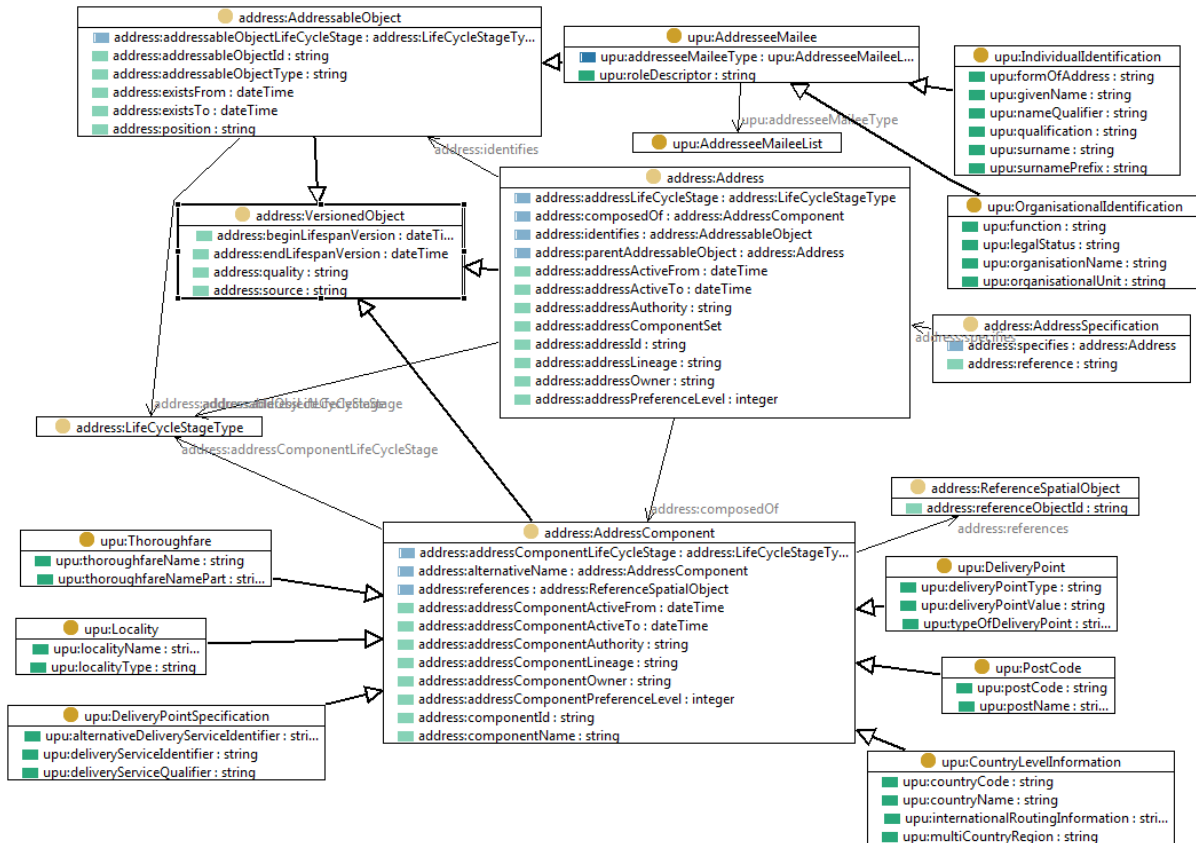 address:AddressableObject
address:addressableObjectLifeCycleStage : address:LifeCycleStageTy...
address:addressableObjectId : string
address:addressableObjectType : string
address:existsFrom : dateTime
address:existsTo : dateTime
address:position : string
upu:AddresseeMailee
upu:addresseeMaileeType : upu:AddresseeMaileeL...
upu:roleDescriptor : string
upu:IndividualIdentification
upu:formOfAddress : string
upu:givenName : string
upu:nameQualifier : string
upu:qualification : string
upu:surname : string
upu:surnamePrefix : string
upu:addresseeMaileeType
upu:AddresseeMaileeList
address:identifies
address:Address
address:addressLifeCycleStage : address:LifeCycleStageType
address:composedOf : address:AddressComponent
address:identifies : address:AddressableObject
address:parentAddressableObject : address:Address
address:addressActiveFrom : dateTime
address:addressActiveTo : dateTime
address:addressAuthority : string
address:addressComponentSet
address:addressId : string
address:addressLineage : string
address:addressOwner : string
address:addressPreferenceLevel : integer
address:VersionedObject
address:beginLifespanVersion : dateTi...
address:endLifespanVersion : dateTime
address:quality : string
address:source : string
upu:OrganisationalIdentification
upu:function : string
upu:legalStatus : string
upu:organisationName : string
upu:organisationalUnit : string
address:AddressSpecification
address:specifies : address:Address
address:reference : string
address:specifies
address:LifeCycleStageType
address:addressComponentLifeCycleStage
address:composedOf
address:ReferenceSpatialObject
address:referenceObjectId : string
address:references
address:AddressComponent
address:addressComponentLifeCycleStage : address:LifeCycleStageTy...
address:alternativeName : address:AddressComponent
address:references : address:ReferenceSpatialObject
address:addressComponentActiveFrom : dateTime
address:addressComponentActiveTo : dateTime
address:addressComponentAuthority : string
address:addressComponentLineage : string
address:addressComponentOwner : string
address:addressComponentPreferenceLevel : integer
address:componentId : string
address:componentName : string
upu:Thoroughfare
upu:thoroughfareName : string
upu:thoroughfareNamePart : stri...
upu:Locality
upu:localityName : stri...
upu:localityType : string
upu:DeliveryPointSpecification
upu:alternativeDeliveryServiceIdentifier : stri...
upu:deliveryServiceIdentifier : string
upu:deliveryServiceQualifier : string
upu:DeliveryPoint
upu:deliveryPointType : string
upu:deliveryPointValue : string
upu:typeOfDeliveryPoint : stri...
upu:PostCode
upu:postCode : string
upu:postName : string
upu:CountryLevelInformation
upu:countryCode : string
upu:countryName : string
upu:internationalRoutingInformation : stri...
upu:multiCountryRegion : string